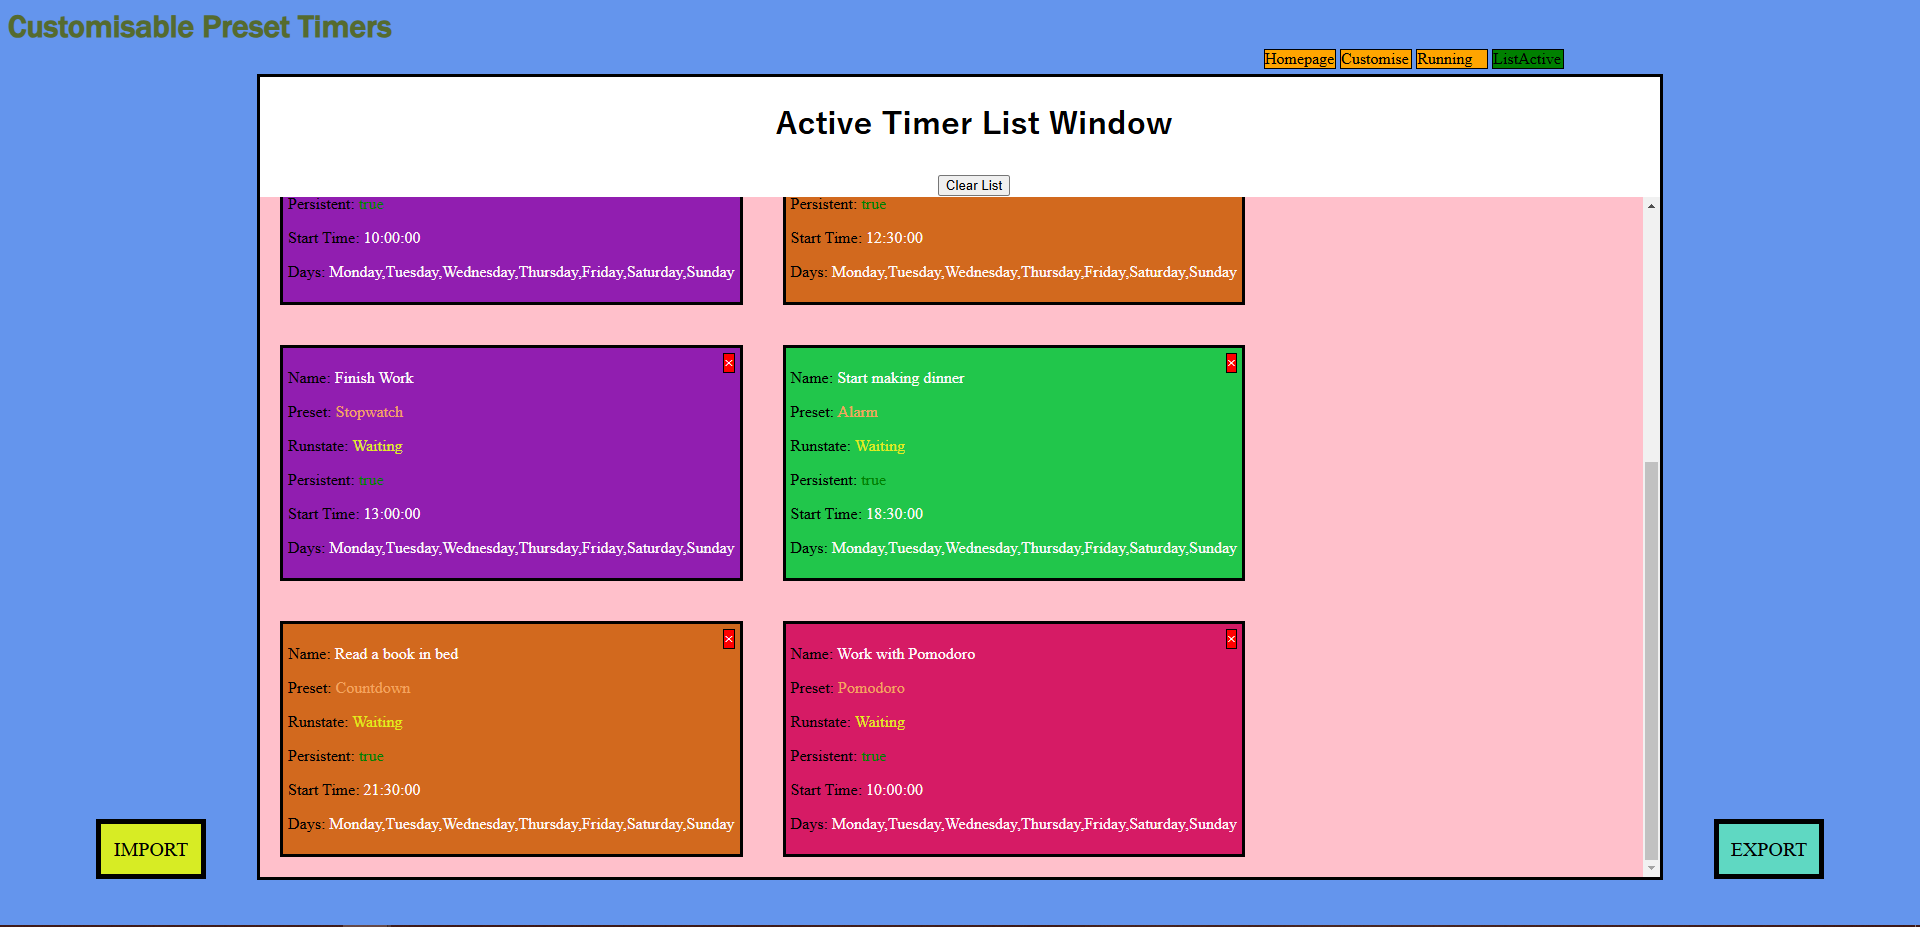 Customisable Preset Timers
Homepage Customise Running ListActive
Active Timer List Window
Clear List
Persistent: true
Start Time: 10:00:00
Days: Monday,Tuesday,Wednesday,Thursday,Friday,Saturday,Sunday
Persistent: true
Start Time: 12:30:00
Days: Monday,Tuesday,Wednesday,Thursday,Friday,Saturday,Sunday
×
Name: Finish Work
Preset: Stopwatch
Runstate: Waiting
Persistent: true
Start Time: 13:00:00
Days: Monday,Tuesday,Wednesday,Thursday,Friday,Saturday,Sunday
×
Name: Start making dinner
Preset: Alarm
Runstate: Waiting
Persistent: true
Start Time: 18:30:00
Days: Monday,Tuesday,Wednesday,Thursday,Friday,Saturday,Sunday
×
Name: Read a book in bed
Preset: Countdown
Runstate: Waiting
Persistent: true
Start Time: 21:30:00
Days: Monday,Tuesday,Wednesday,Thursday,Friday,Saturday,Sunday
×
Name: Work with Pomodoro
Preset: Pomodoro
Runstate: Waiting
Persistent: true
Start Time: 10:00:00
Days: Monday,Tuesday,Wednesday,Thursday,Friday,Saturday,Sunday
IMPORT
EXPORT